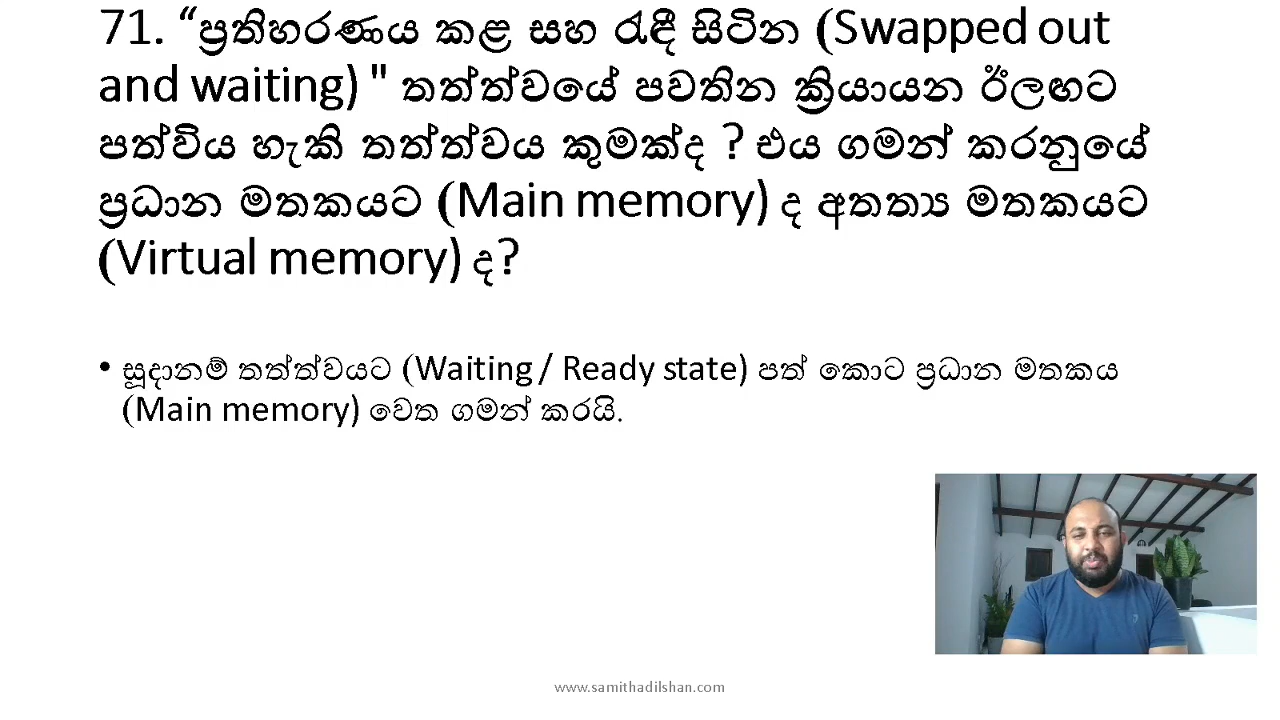 71. “ප්‍රතිහරණය කළ සහ රැඳී සිටින (Swapped out
and waiting) " තත්ත්වයේ පවතින ක්‍රියායන ඊලඟට
පත්විය හැකි තත්ත්වය කුමක්ද ? එය ගමන් කරනුයේ
ප්‍රධාන මතකයට (Main memory) ද අතත්‍ය මතකයට
(Virtual memory) ද?
• සූදානම් තත්ත්වයට (Waiting / Ready state) පත් කොට ප්‍රධාන මතකය
(Main memory) වෙත ගමන් කරයි.
www.samithadilshan.com